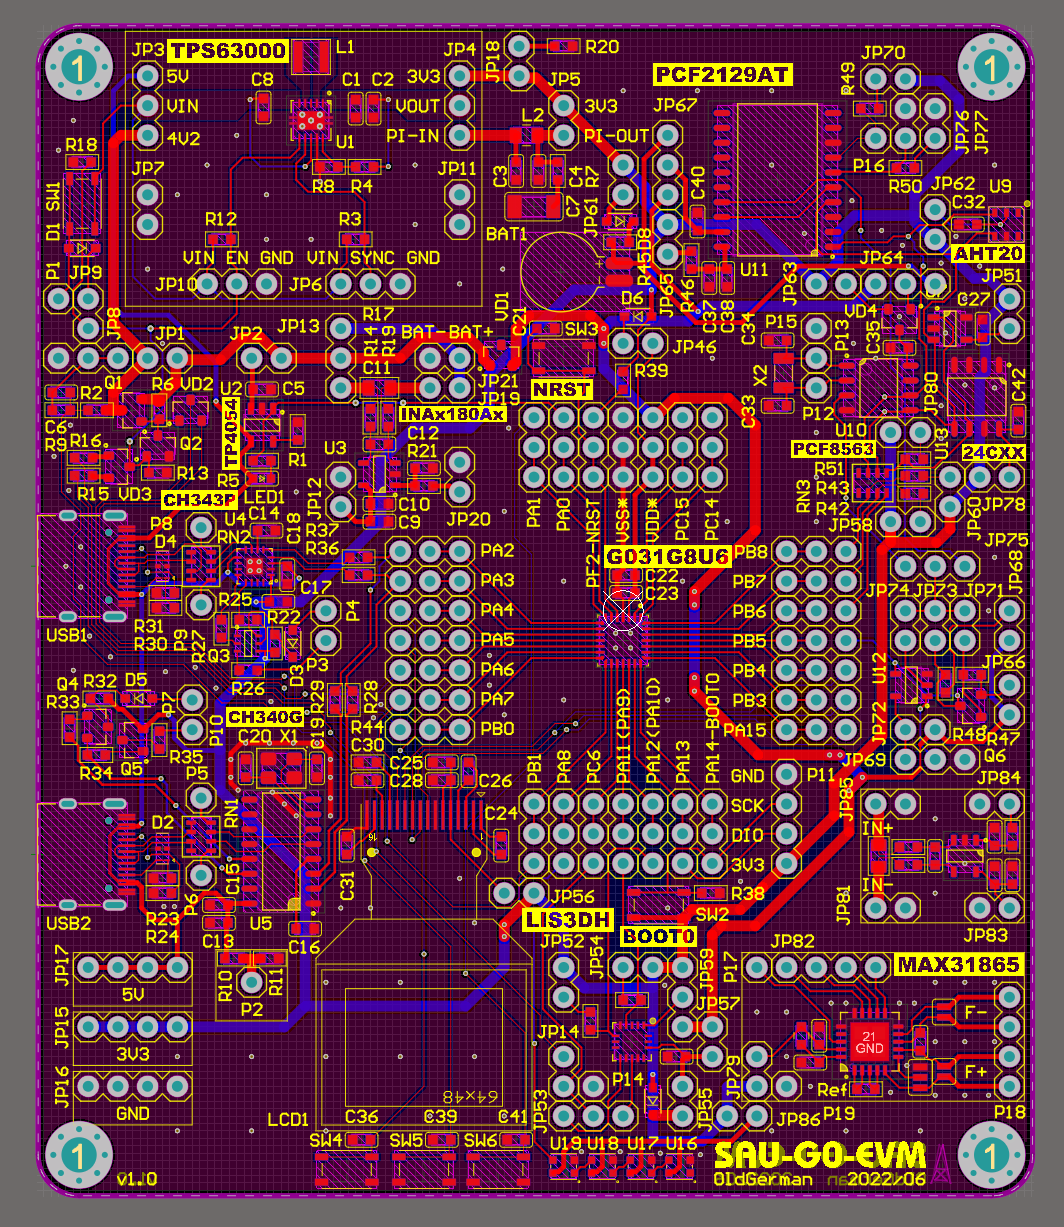 1
JP3
TPS63000
L1
JP4
JP18
R20
JP70
1
5V
C8
C1
C2
3V3
JP5
PCF2129AT
R49
VIN
VOUT
3V3
JP67
L2
4V2
U1
PI-IN
PI-OUT
JP76
JP77
R18
JP7
R8
R4
JP11
C3
C4
R7
C40
P16
R50
SW1
D1
R12
R3
C7
JP61
JP62
U9
C32
BAT1
R45
D8
AHT20
P1
JP9
VIN EN GND
VIN SYNC GND
JP10
JP6
VD1
D6
JP65
R46
U11
JP63
JP64
JP51
C37
C38
C34
C27
VD4
JP8
JP1
JP2
JP13
R17
R14
R11
BAT-BAT+
C21
SW3
JP46
P15
P13
C35
C11
JP21
JP19
NRST
R39
X2
JP80
C42
R2
Q1
R6
VD2
U2
C5
C33
P12
C6
R9
R16
Q2
TP4054
INAx180Ax
C12
U10
U13
PCF8563
24CXX
R1
U3
R21
R15
VD3
R13
R5
R22
R51
R43
R42
RN3
CH343P
LED1
JP12
C10
C9
JP20
JP58
JP60
JP78
PA1
PA0
PF2-NRST
VSS*
VDD*
PC15
PC14
P8
U4
D4
RN2
C18
R37
R36
JP75
JP68
PA2
G031G8U6
PB8
C22
C23
PA3
PB7
JP74
JP73
JP71
C17
USB1
R31
R30
R25
R22
P4
PA4
PB6
P9
R27
Q3
P3
D3
PA5
PB5
R26
PA6
PB4
U12
JP66
Q4
R32
D5
P7
R33
R29
R28
PA7
PB3
CH340G
P10
R44
PB0
PA15
JP72
R48
R47
C20
X1
C19
C30
R34
Q5
R35
C25
C28
C26
PB1
PA8
PC6
PA11(PA9)
PA12(PA10)
PA13
PA14-BOOT0
JP69
Q6
P5
GND
P11
JP84
JP85
RN1
C24
SCK
D2
16
1
DIO
IN+
C31
3V3
IN-
P6
C15
JP56
R38
JP81
USB2
R23
R24
C13
U5
C16
LIS3DH
SW2
JP83
BOOT0
JP17
JP52
JP54
JP59
P17
JP82
MAX31865
5V
R10
R11
P2
JP57
JP15
F-
JP14
21
GND
3V3
JP16
P14
JP79
F+
Ref
64×48
GND
LCD1
C36
C39
C41
JP53
JP55
JP86
P19
P18
SW4
SW5
SW6
U19
U18
U17
U16
SAU-G0-EVM
1
v1.0
OldGerman
2022.06
1